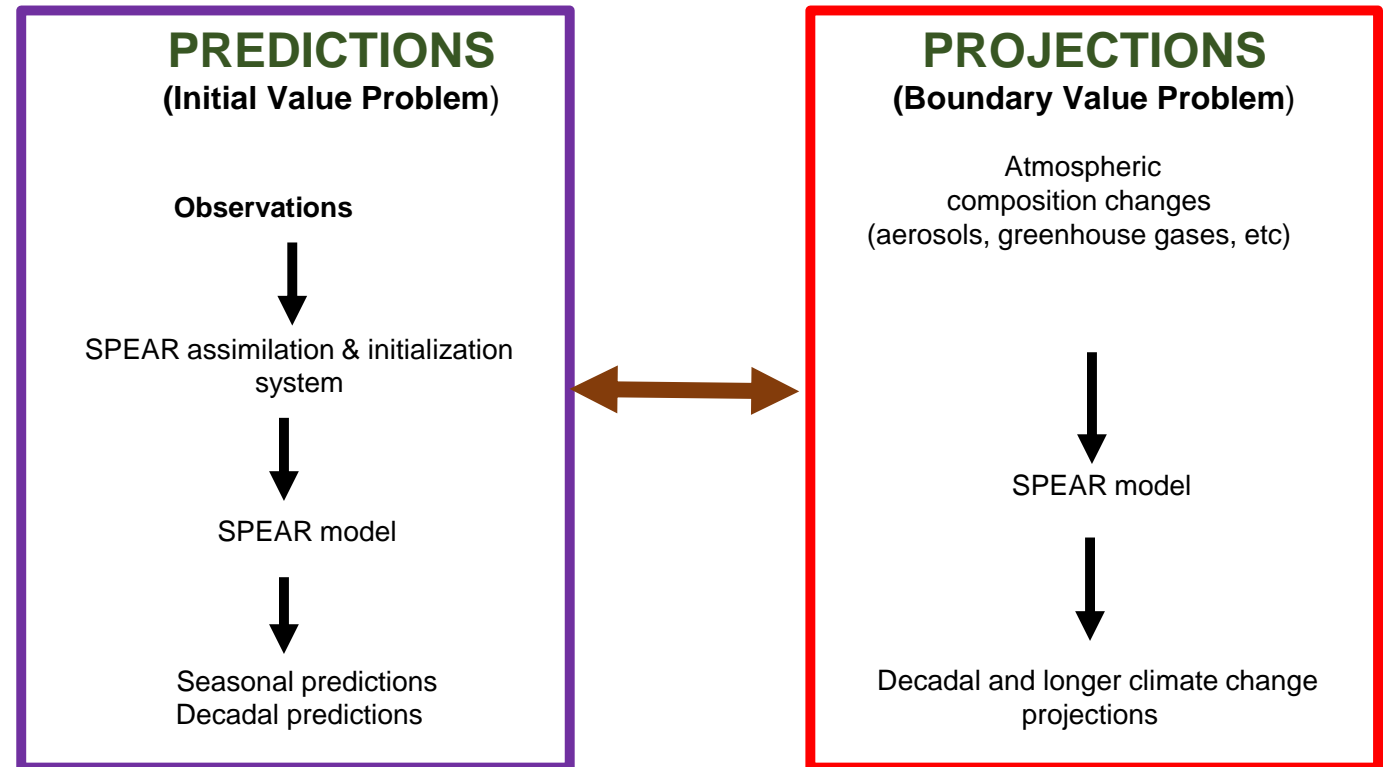 PREDICTIONS
(Initial Value Problem)
Observations
SPEAR assimilation & initialization
system
SPEAR model
Seasonal predictions
Decadal predictions
PROJECTIONS
(Boundary Value Problem)
Atmospheric
composition changes
(aerosols, greenhouse gases, etc)
SPEAR model
Decadal and longer climate change
projections